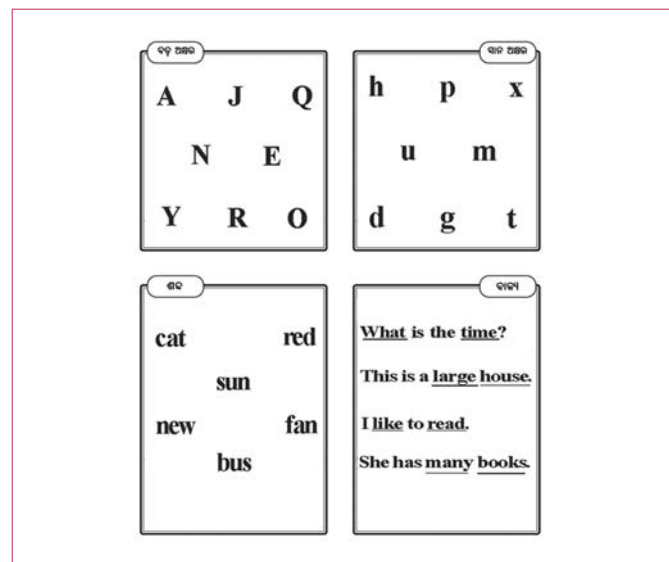 ବଡ଼ ଅକ୍ଷର
A J Q
N E
Y R O
ସାନ ଅକ୍ଷର
h p x
u m
d g t
ଶବ୍ଦ
cat red
sun
new fan
bus
ବାକ୍ୟ
What is the time?
This is a large house.
I like to read.
She has many books.